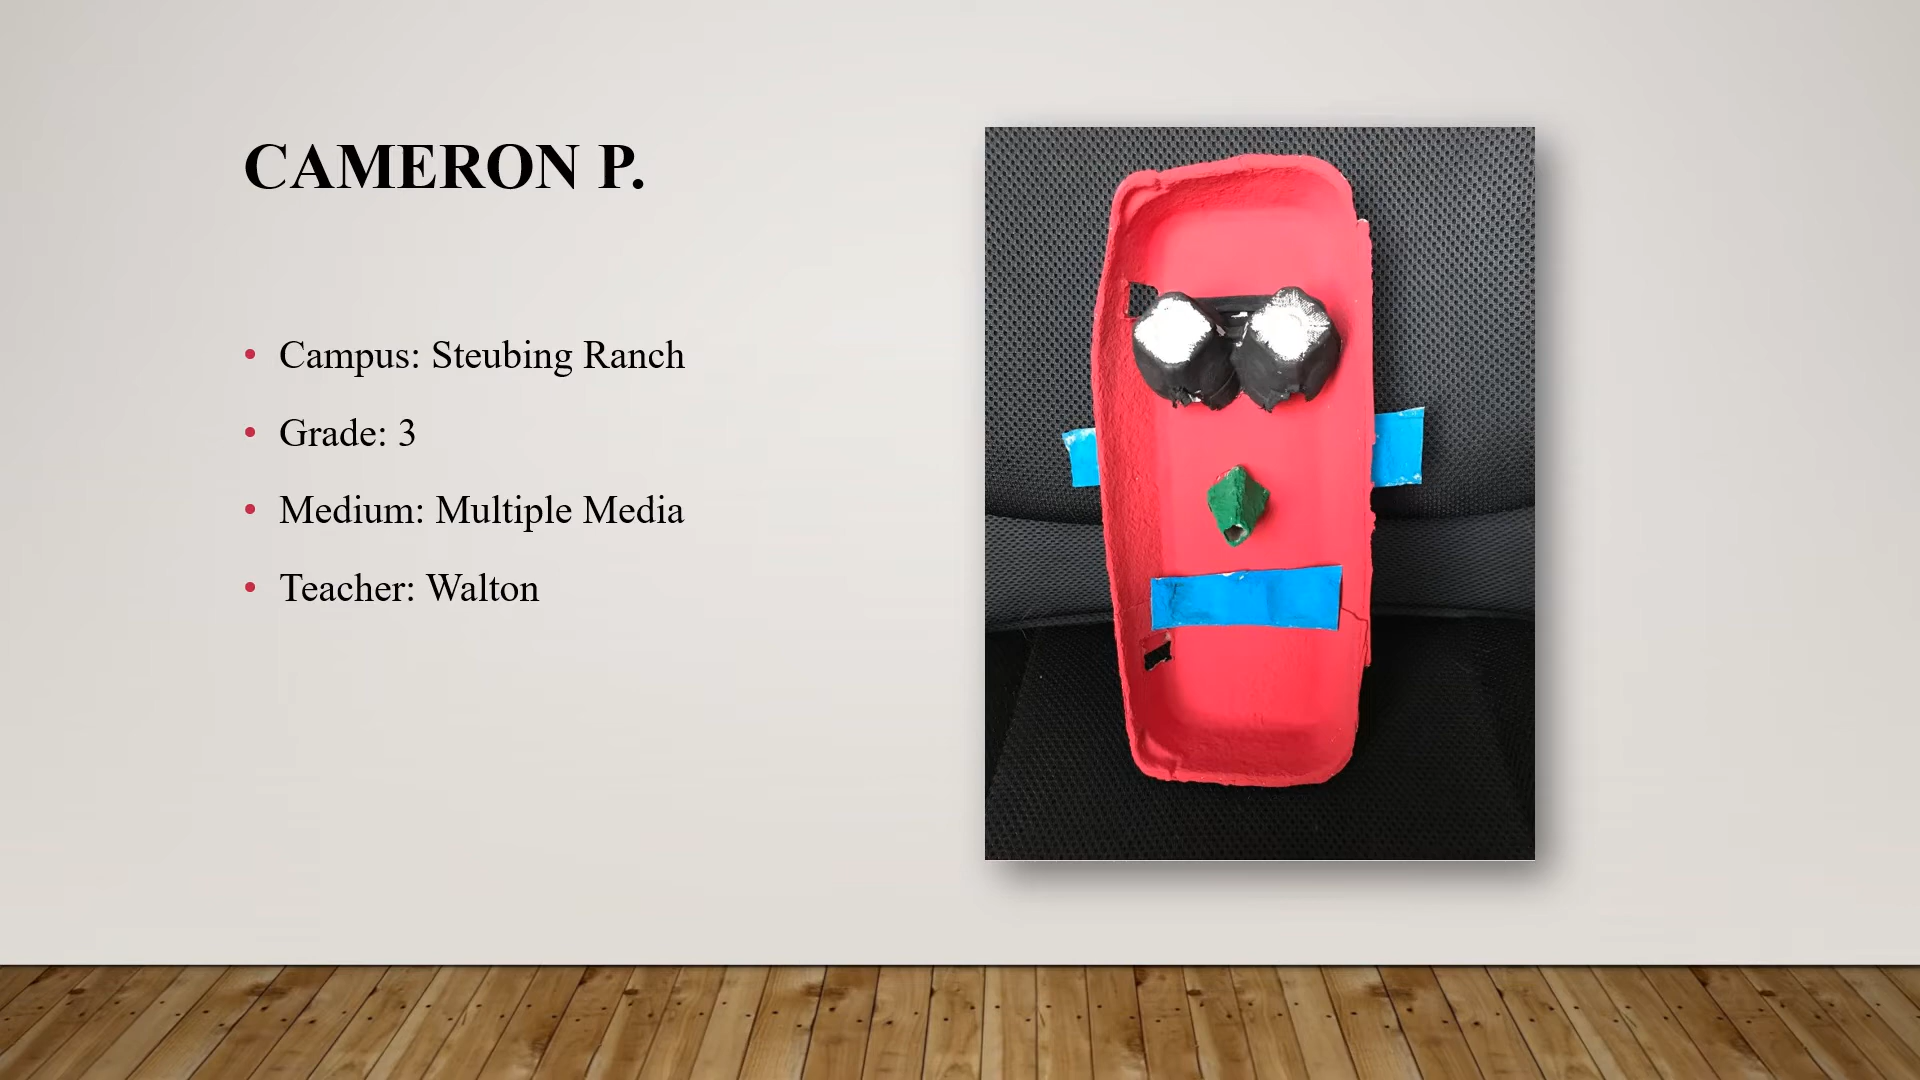 CAMERON P.
• Campus: Steubing Ranch
• Grade: 3
• Medium: Multiple Media
• Teacher: Walton